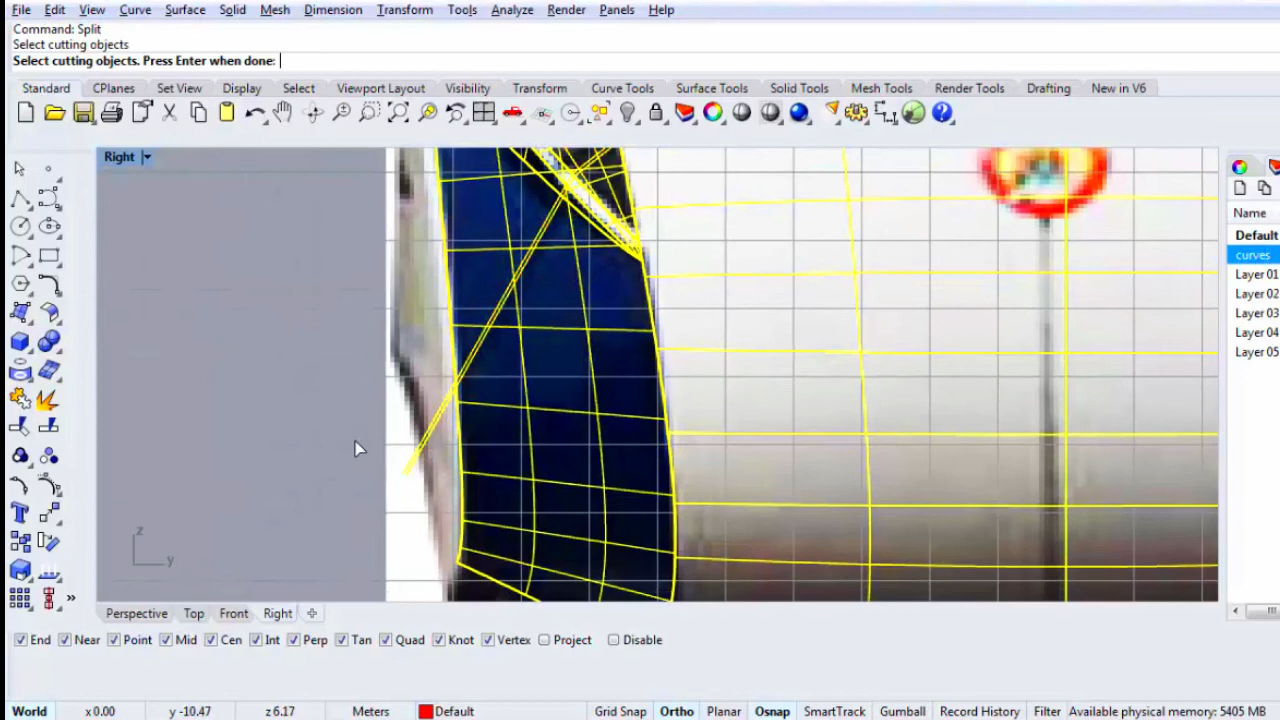 File Edit View Curve Surface Solid Mesh Dimension Transform Tools Analyze Render Panels Help
Command: Split
Select cutting objects
Select cutting objects. Press Enter when done:
Standard CPlanes Set View Display Select Viewport Layout Visibility Transform Curve Tools Surface Tools Solid Tools Mesh Tools Render Tools Drafting New in V6
Right
Name
Default
curves
Layer 01
Layer 02
Layer 03
Layer 04
Layer 05
z
y
Perspective Top Front Right
End Near Point Mid Cen Int Perp Tan Quad Knot Vertex Project Disable
World x 0.00 y -10.47 z 6.17 Meters Default Grid Snap Ortho Planar Osnap SmartTrack Gumball Record History Filter Available physical memory: 5405 MB